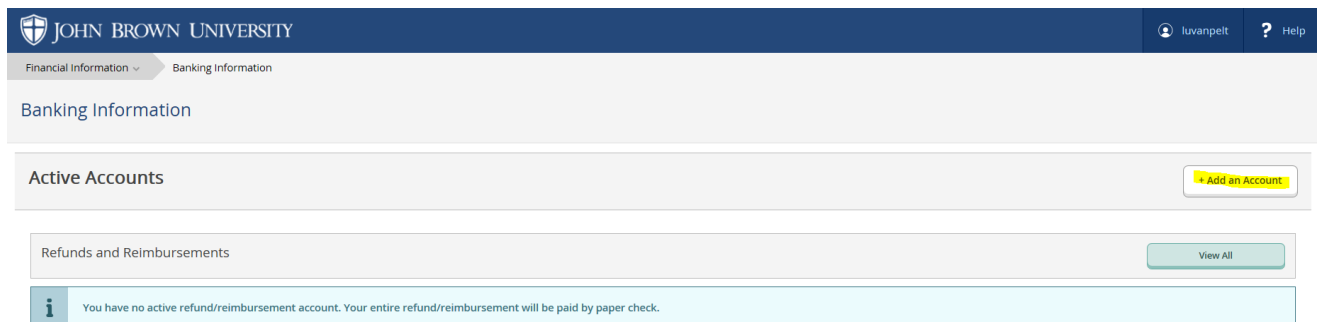 JOHN BROWN UNIVERSITY
luvanpelt
? Help
Financial Information
Banking Information
Banking Information
Active Accounts
+ Add an Account
Refunds and Reimbursements
View All
i
You have no active refund/reimbursement account. Your entire refund/reimbursement will be paid by paper check.